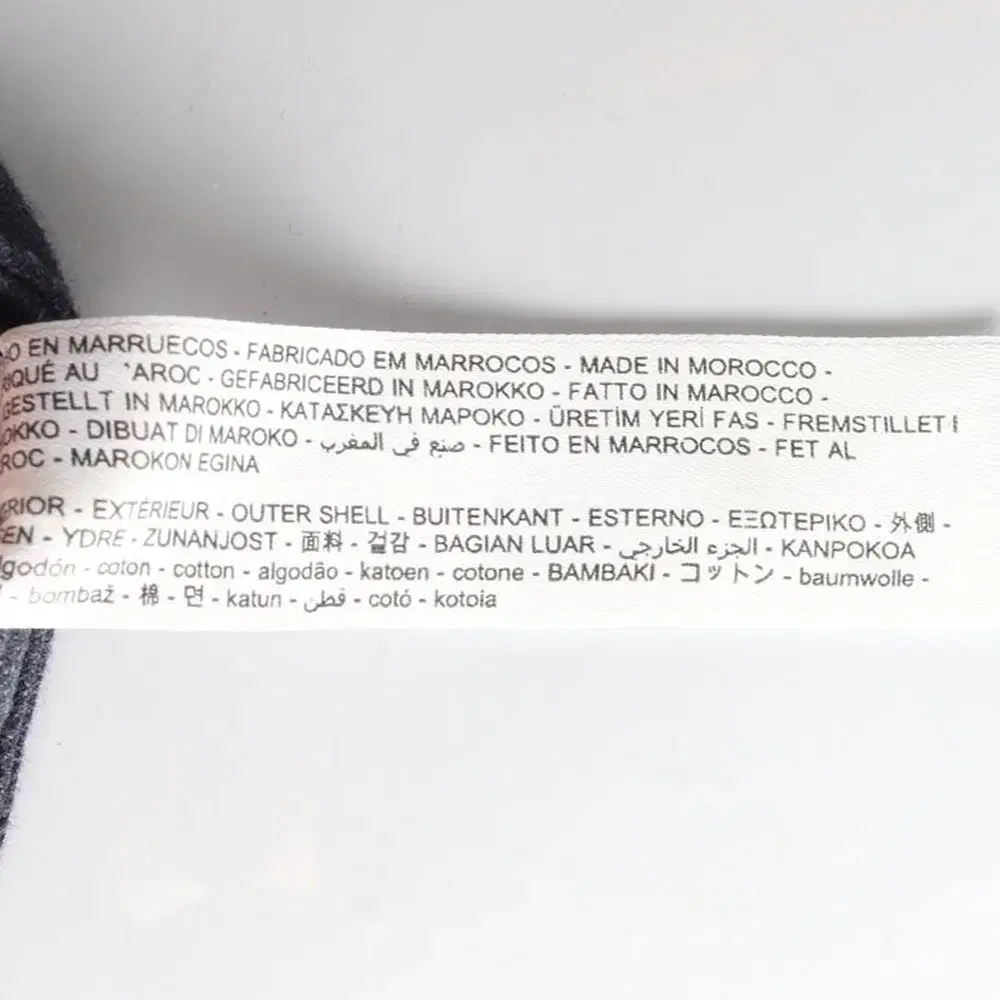 EN MARRUECOS - FABRICADO EM MARROCOS - MADE IN MOROCCO -
AU 'AROC - GEFABRICEERD IN MAROKKO - FATTO IN MAROCCO -
GESTELLT IN MAROKKO - ΚΑΤΑΣΚΕΥΗ ΜΑΡΟΚΟ - ÜRETİM YERİ FAS - FREMSTILLET I
OKKO - DIBUAT DI MAROKO - صنع في المغرب - FEITO EN MARROCOS - FET AL
ROC - MAROKON EGINA
ERIOR - EXTÉRIEUR - OUTER SHELL - BUITENKANT - ESTERNO - ΕΞΩΤΕΡΙΚΟ - 外側 -
SEN - YDRE - ZUNANJOST - 面料 - 겉감 - BAGIAN LUAR - الجزء الخارجي - KANPOKOA
lgodón - coton - cotton - algodão - katoen - cotone - ΒΑΜΒΑΚΙ - コットン - baumwolle -
- bombaž - 棉 - 면 - katun - قطن - cotó - kotoia